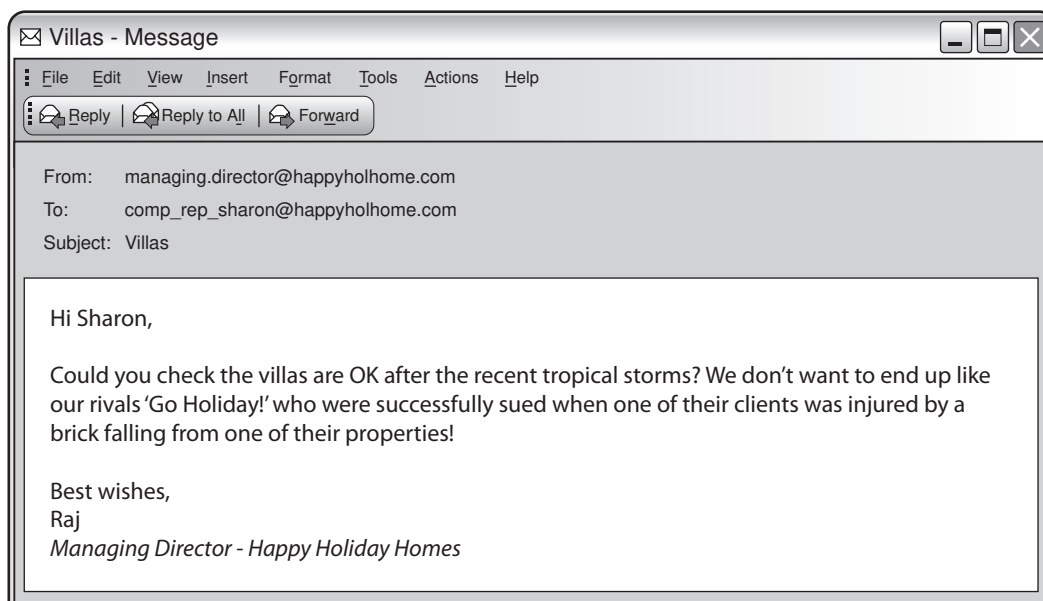 Villas - Message
File Edit View Insert Format Tools Actions Help
Reply Reply to All Forward
From: managing.director@happyholhome.com
To: comp_rep_sharon@happyholhome.com
Subject: Villas
Hi Sharon,
Could you check the villas are OK after the recent tropical storms? We don’t want to end up like
our rivals ‘Go Holiday!’ who were successfully sued when one of their clients was injured by a
brick falling from one of their properties!
Best wishes,
Raj
Managing Director - Happy Holiday Homes